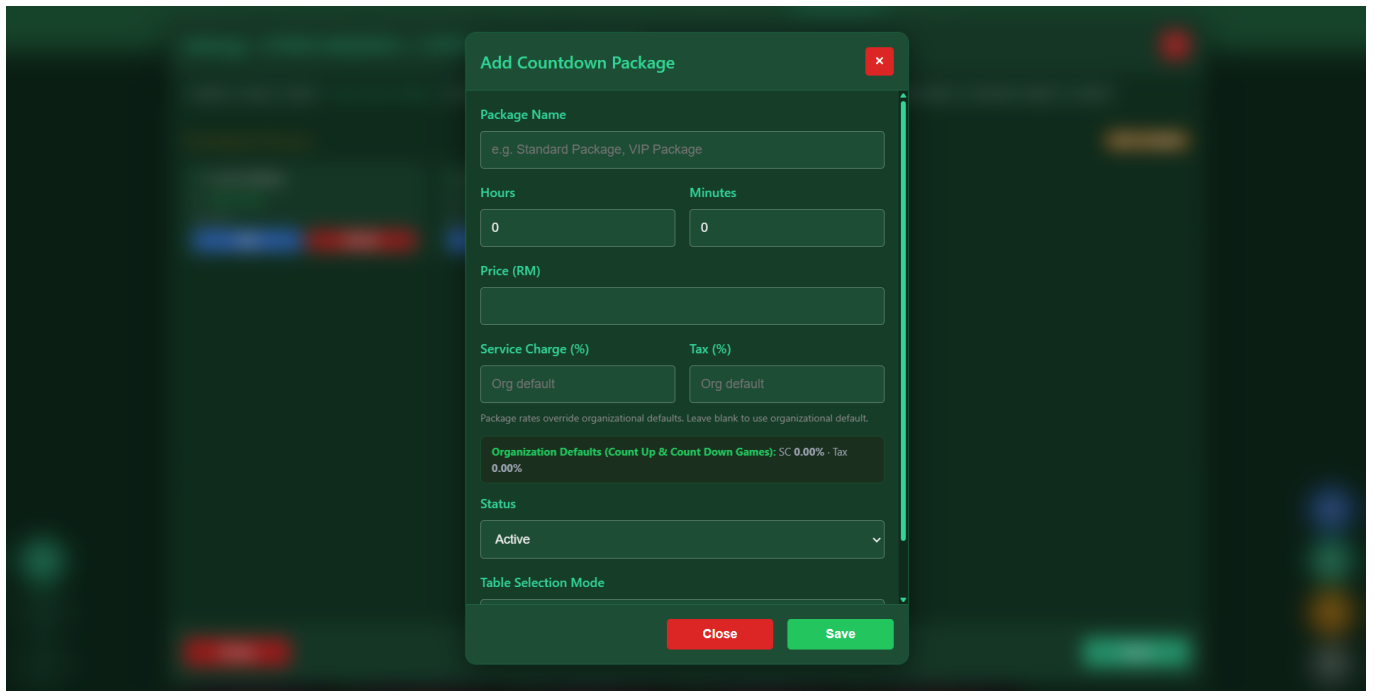 Add Countdown Package
×
Package Name
e.g. Standard Package, VIP Package
Hours
Minutes
0
0
Price (RM)
Service Charge (%)
Tax (%)
Org default
Org default
Package rates override organizational defaults. Leave blank to use organizational default.
Organization Defaults (Count Up & Count Down Games): SC 0.00% · Tax
0.00%
Status
Active
Table Selection Mode
Close
Save